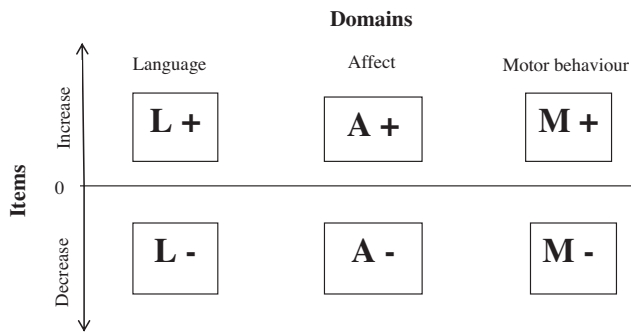 Domains
Language Affect Motor behaviour
Increase
L + A + M +
0
Items
L - A - M -
Decrease